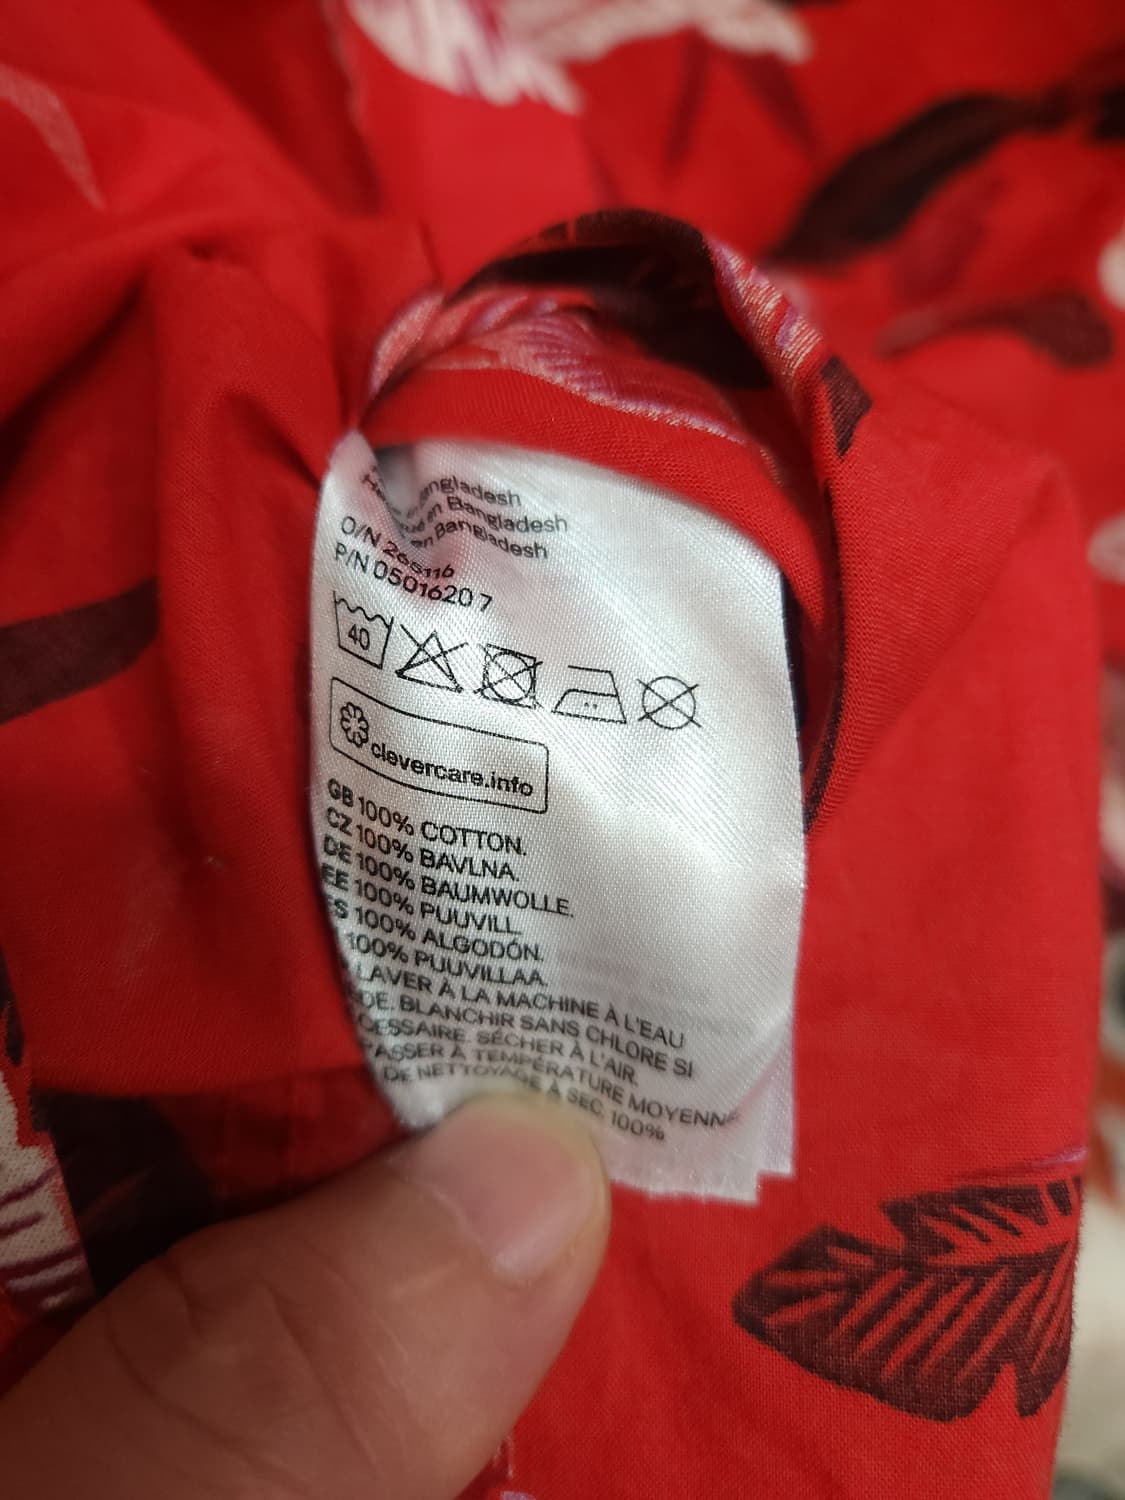 Bangladesh
en Bangladesh
en Bangladesh
O/N 265116
P/N 0501620 7
40
clevercare.info
GB 100% COTTON.
CZ 100% BAVLNA.
DE 100% BAUMWOLLE.
EE 100% PUUVILL.
ES 100% ALGODÓN.
100% PUUVILLAA.
LAVER À LA MACHINE À L'EAU
BLANCHIR SANS CHLORE SI
SÉCHER À L'AIR.
À TEMPÉRATURE MOYENNE
DE NETTOYAGE À SEC. 100%